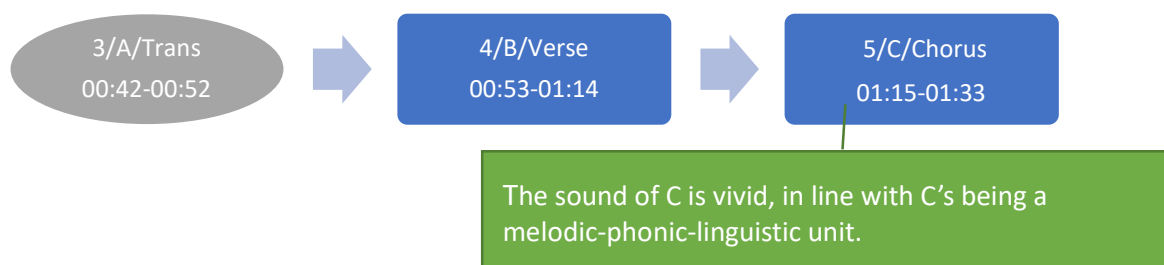 3/A/Trans
00:42-00:52
4/B/Verse
00:53-01:14
5/C/Chorus
01:15-01:33
The sound of C is vivid, in line with C’s being a
melodic-phonic-linguistic unit.